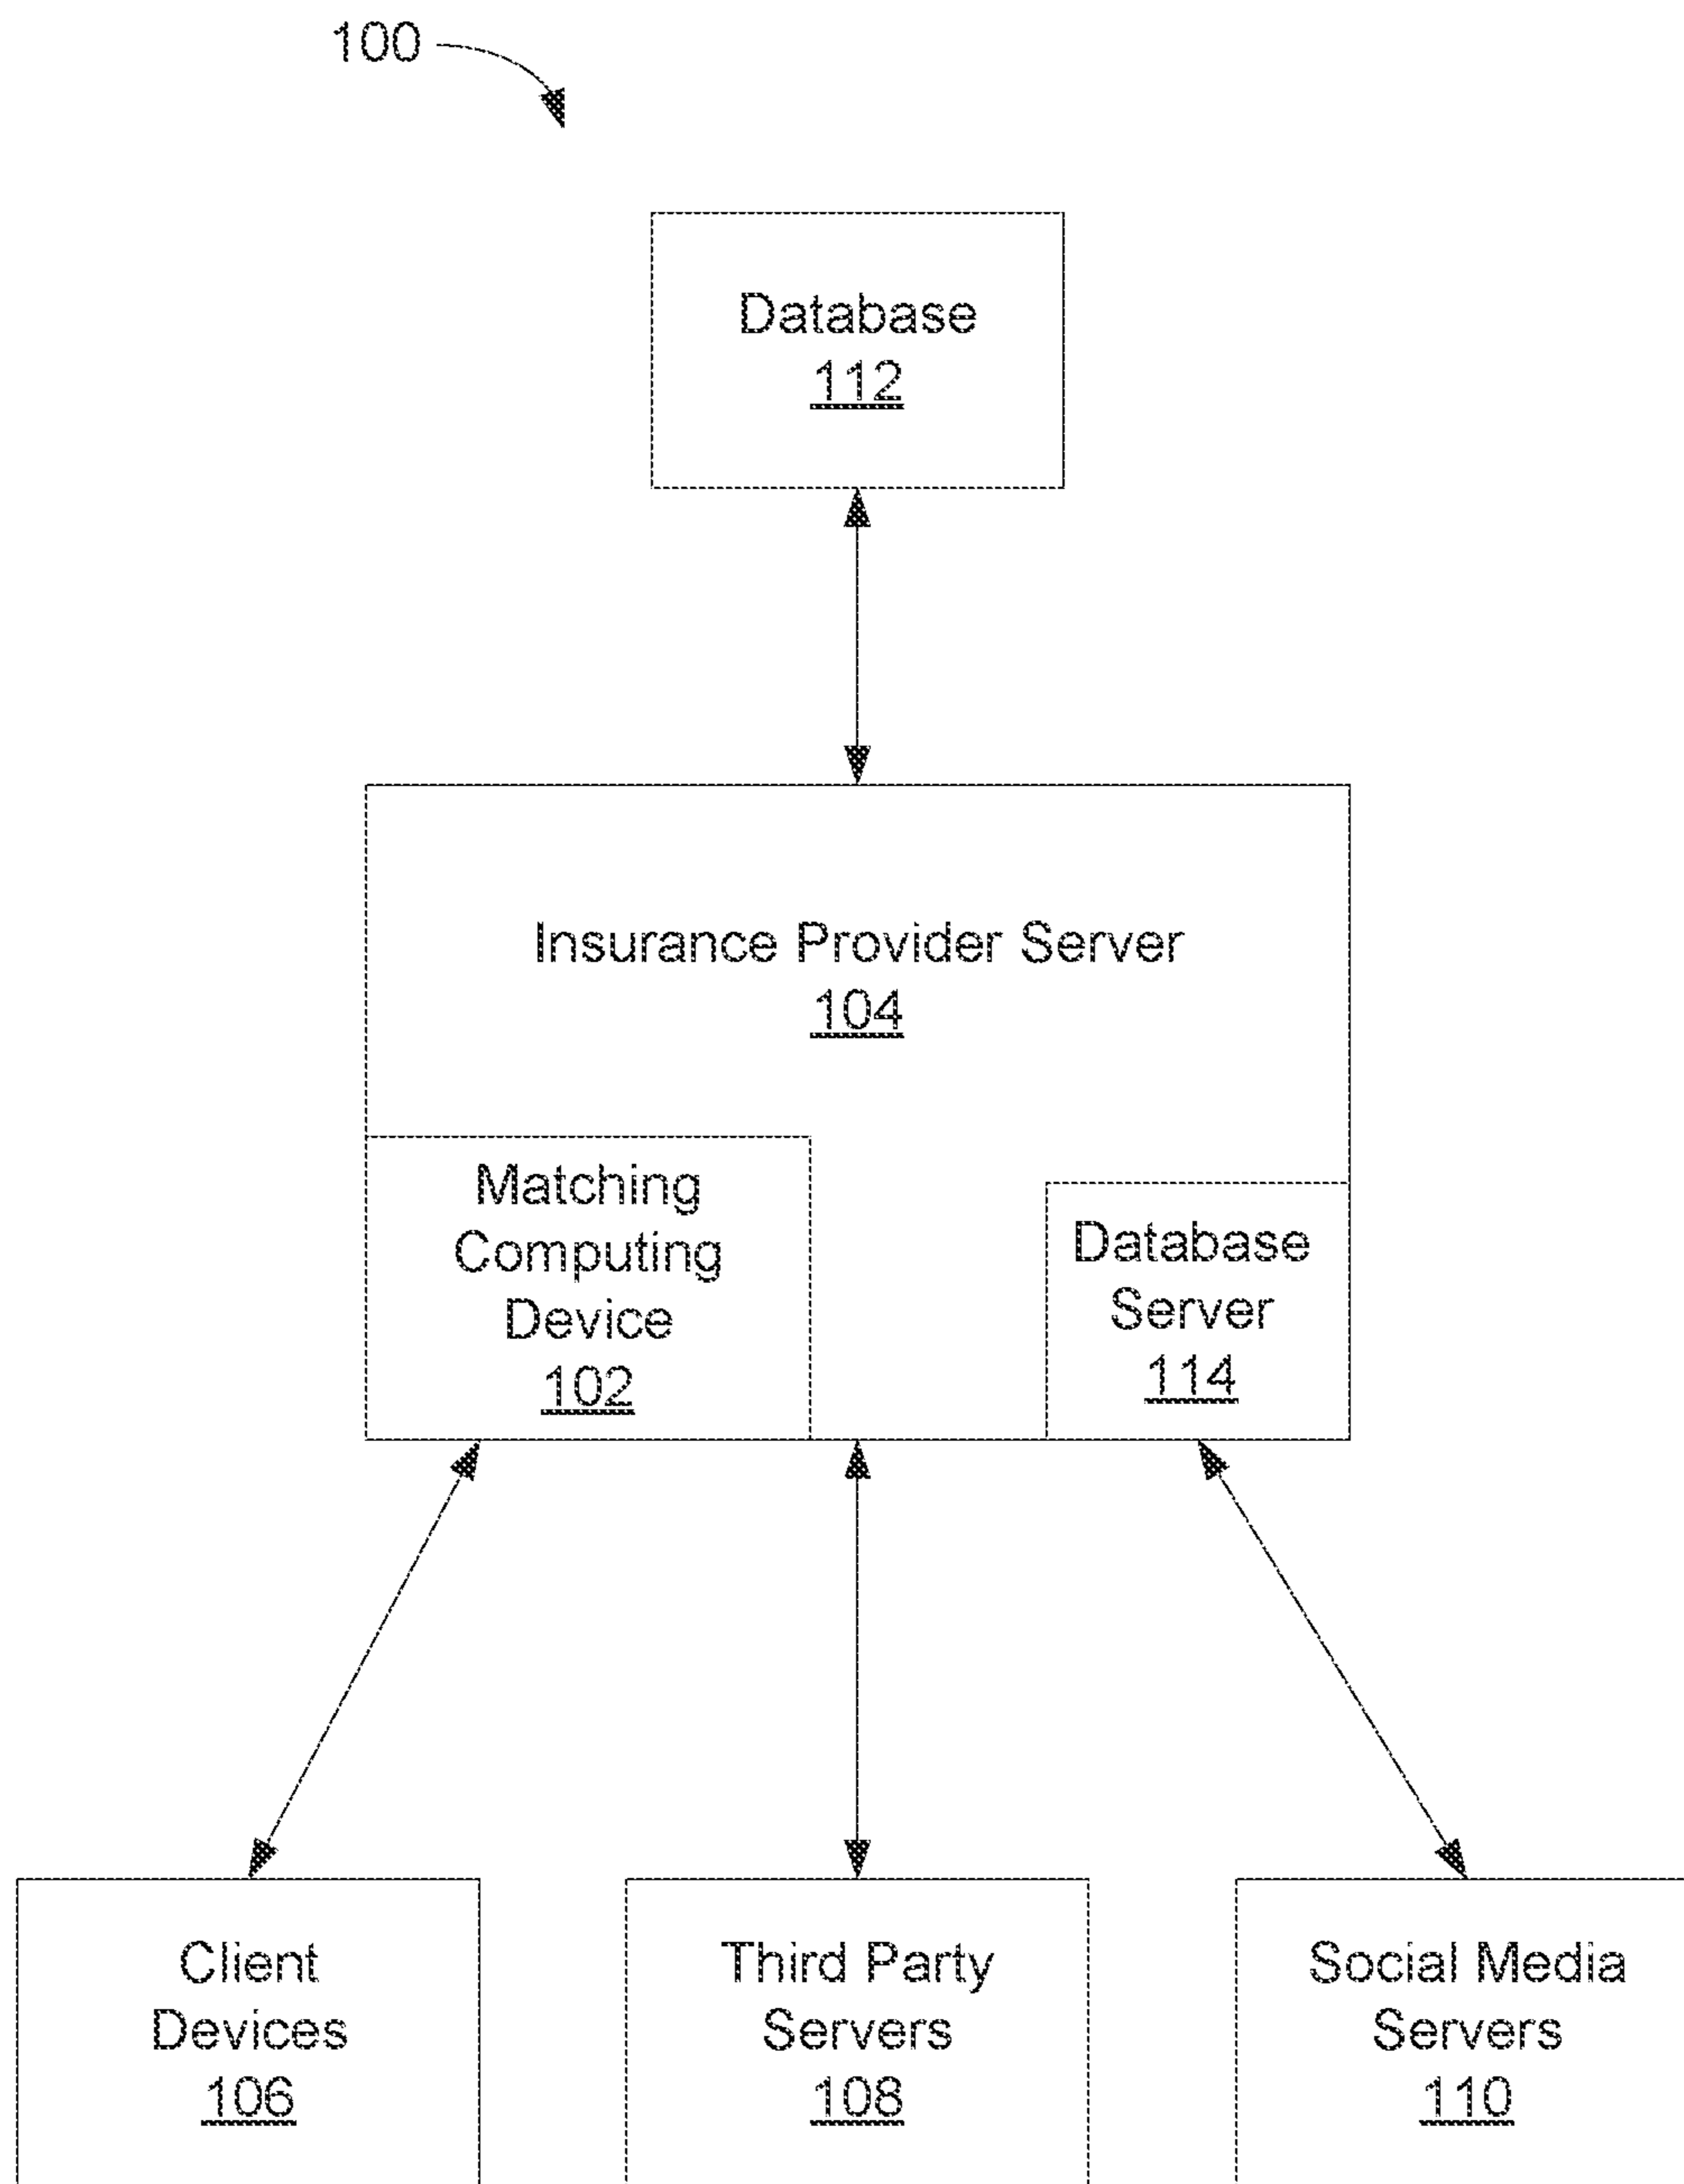 100
Database
112
Insurance Provider Server
104
Matching
Computing
Device
102
Database
Server
114
Client
Devices
106
Third Party
Servers
108
Social Media
Servers
110